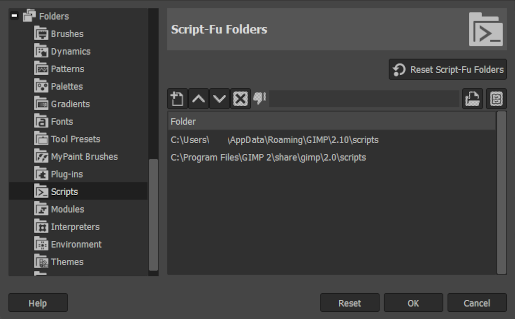 Folders
Brushes
Dynamics
Patterns
Palettes
Gradients
Fonts
Tool Presets
MyPaint Brushes
Plug-ins
Scripts
Modules
Interpreters
Environment
Themes
Script-Fu Folders
Reset Script-Fu Folders
Folder
C:\Users\ \AppData\Roaming\GIMP\2.10\scripts
C:\Program Files\GIMP 2\share\gimp\2.0\scripts
Help
Reset
OK
Cancel